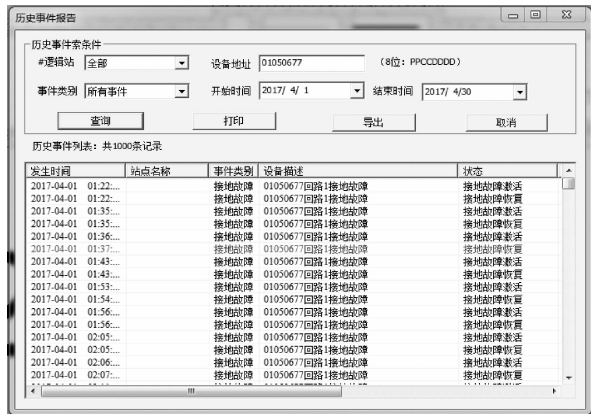 历史事件报告
历史事件索条件
#逻辑站 全部 设备地址 01050677 (8位: PPCCDDDD)
事件类别 所有事件 开始时间 2017/ 4/ 1 结束时间 2017/ 4/30
查询 打印 导出 取消
历史事件列表: 共1000条记录
发生时间 站点名称 事件类别 设备描述 状态
2017-04-01 01:22:... 接地故障 01050677回路1接地故障 接地故障激活
2017-04-01 01:22:... 接地故障 01050677回路1接地故障 接地故障恢复
2017-04-01 01:35:... 接地故障 01050677回路1接地故障 接地故障激活
2017-04-01 01:35:... 接地故障 01050677回路1接地故障 接地故障恢复
2017-04-01 01:36:... 接地故障 01050677回路1接地故障 接地故障激活
2017-04-01 01:37:... 接地故障 01050677回路1接地故障 接地故障恢复
2017-04-01 01:43:... 接地故障 01050677回路1接地故障 接地故障激活
2017-04-01 01:43:... 接地故障 01050677回路1接地故障 接地故障恢复
2017-04-01 01:53:... 接地故障 01050677回路1接地故障 接地故障激活
2017-04-01 01:54:... 接地故障 01050677回路1接地故障 接地故障恢复
2017-04-01 01:56:... 接地故障 01050677回路1接地故障 接地故障激活
2017-04-01 01:56:... 接地故障 01050677回路1接地故障 接地故障恢复
2017-04-01 02:05:... 接地故障 01050677回路1接地故障 接地故障激活
2017-04-01 02:05:... 接地故障 01050677回路1接地故障 接地故障恢复
2017-04-01 02:06:... 接地故障 01050677回路1接地故障 接地故障激活
2017-04-01 02:07:... 接地故障 01050677回路1接地故障 接地故障恢复